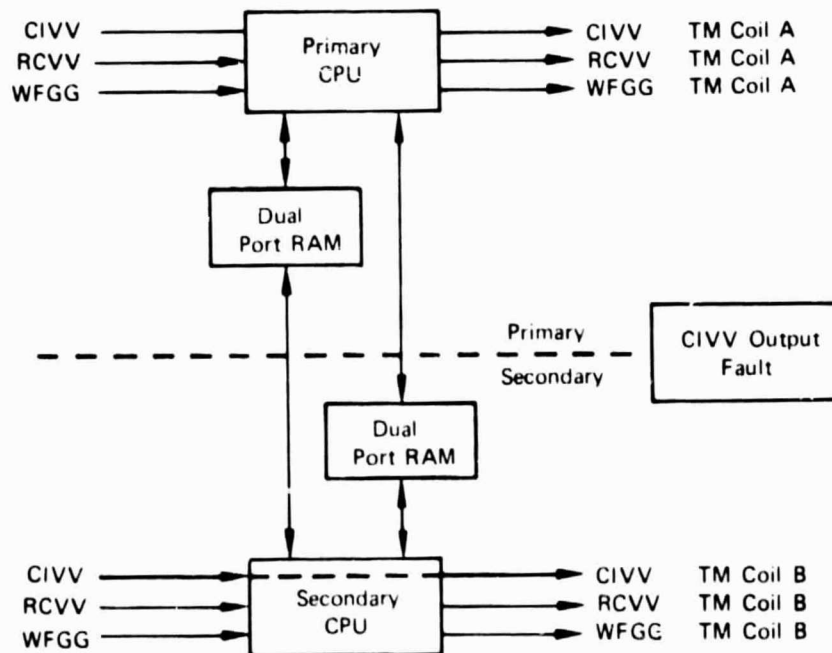 CIVV
RCVV
WFGG
Primary
CPU
CIVV TM Coil A
RCVV TM Coil A
WFGG TM Coil A
Dual
Port RAM
Primary
Secondary
CIVV Output
Fault
Dual
Port RAM
CIVV
RCVV
WFGG
Secondary
CPU
CIVV TM Coil B
RCVV TM Coil B
WFGG TM Coil B